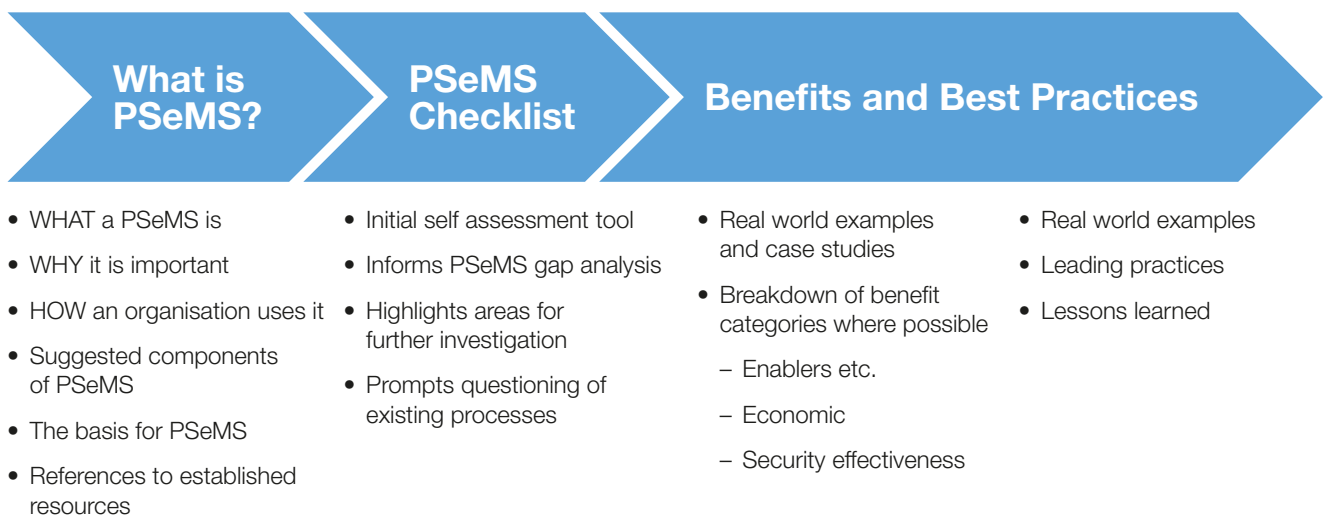 What is
PSeMS?
PSeMS
Checklist
Benefits and Best Practices
• WHAT a PSeMS is
• WHY it is important
• HOW an organisation uses it
• Suggested components
of PSeMS
• The basis for PSeMS
• References to established
resources
• Initial self assessment tool
• Informs PSeMS gap analysis
• Highlights areas for
further investigation
• Prompts questioning of
existing processes
• Real world examples
and case studies
• Breakdown of benefit
categories where possible
– Enablers etc.
– Economic
– Security effectiveness
• Real world examples
• Leading practices
• Lessons learned